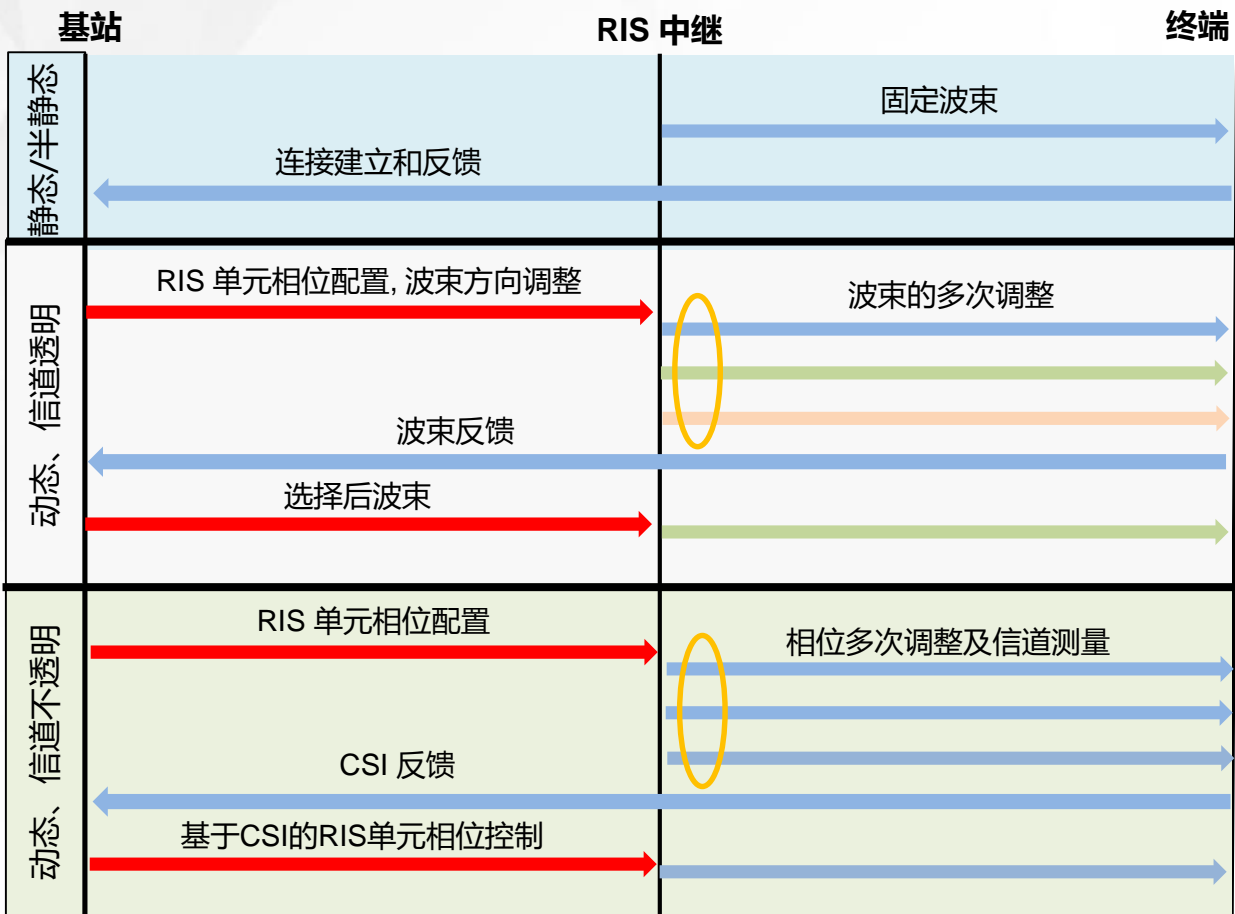 基站
RIS 中继
终端
静态/半静态
固定波束
连接建立和反馈
动态、信道透明
RIS 单元相位配置, 波束方向调整
波束的多次调整
波束反馈
选择后波束
动态、信道不透明
RIS 单元相位配置
相位多次调整及信道测量
CSI 反馈
基于CSI的RIS单元相位控制